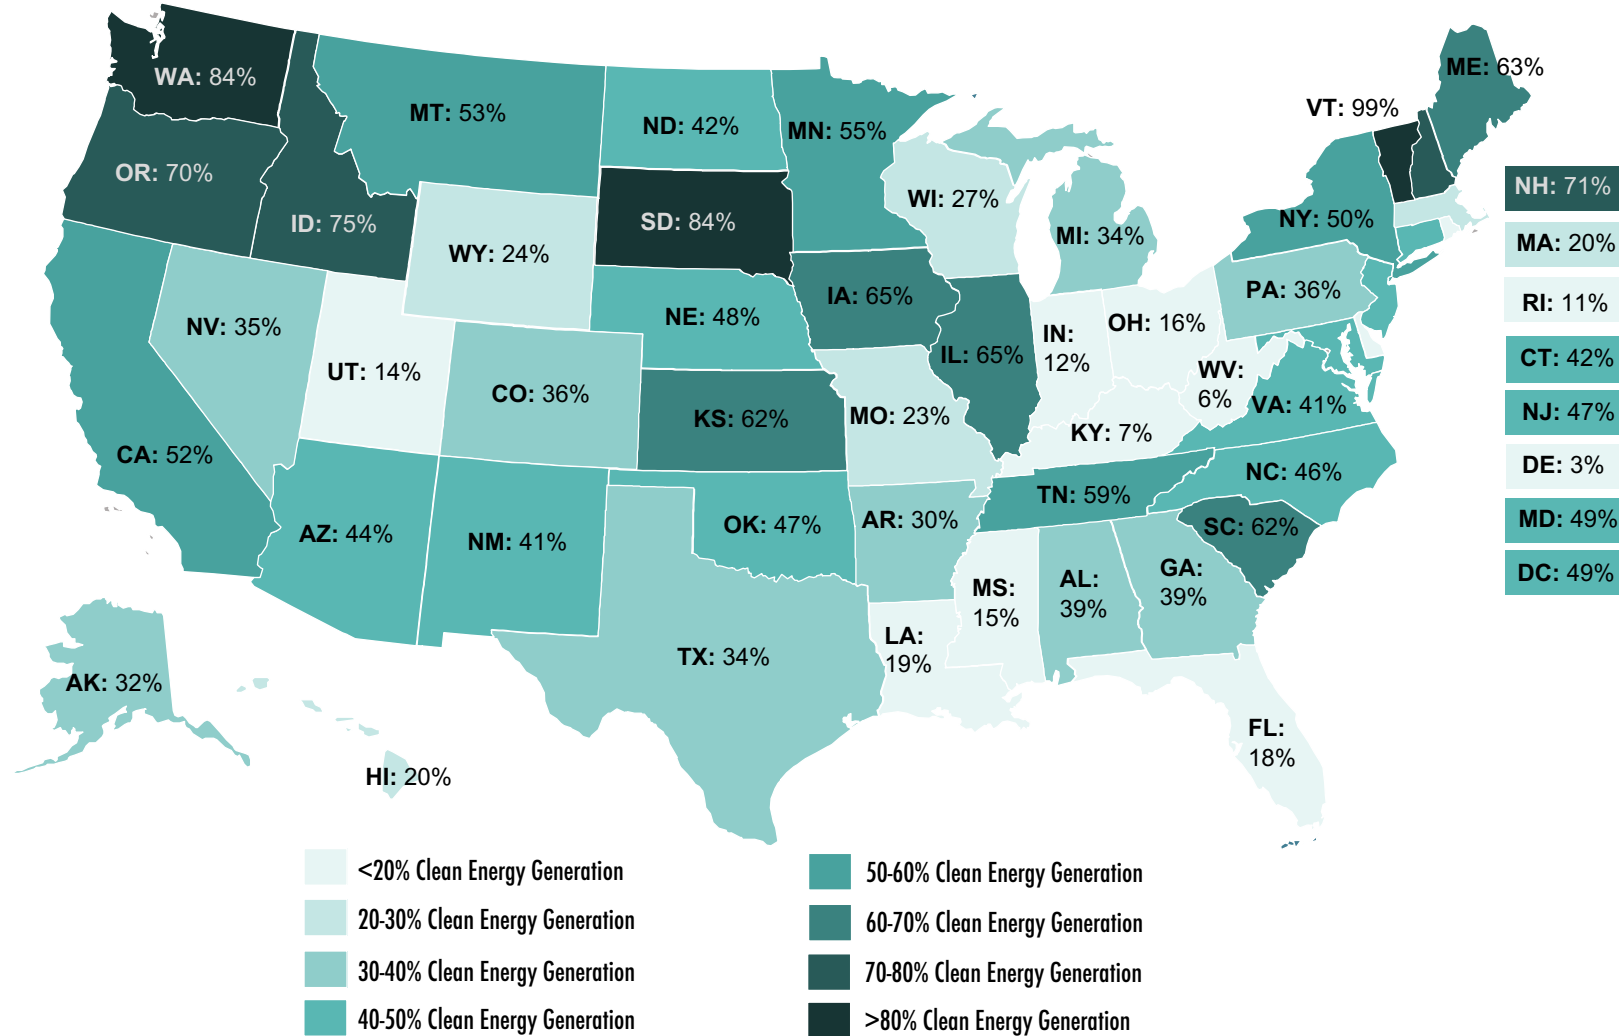 WA: 84%
MT: 53%
ND: 42%
MN: 55%
VT: 99%
ME: 63%
OR: 70%
ID: 75%
WY: 24%
SD: 84%
WI: 27%
MI: 34%
NY: 50%
NH: 71%
MA: 20%
RI: 11%
CT: 42%
NJ: 47%
DE: 3%
MD: 49%
DC: 49%
NV: 35%
UT: 14%
CO: 36%
NE: 48%
IA: 65%
IL: 65%
IN:
12%
OH: 16%
PA: 36%
WV:
6%
VA: 41%
CA: 52%
KS: 62%
MO: 23%
KY: 7%
AZ: 44%
NM: 41%
OK: 47%
AR: 30%
TN: 59%
NC: 46%
SC: 62%
MS:
15%
AL:
39%
GA:
39%
AK: 32%
HI: 20%
TX: 34%
LA:
19%
FL:
18%
<20% Clean Energy Generation
20-30% Clean Energy Generation
30-40% Clean Energy Generation
40-50% Clean Energy Generation
50-60% Clean Energy Generation
60-70% Clean Energy Generation
70-80% Clean Energy Generation
>80% Clean Energy Generation